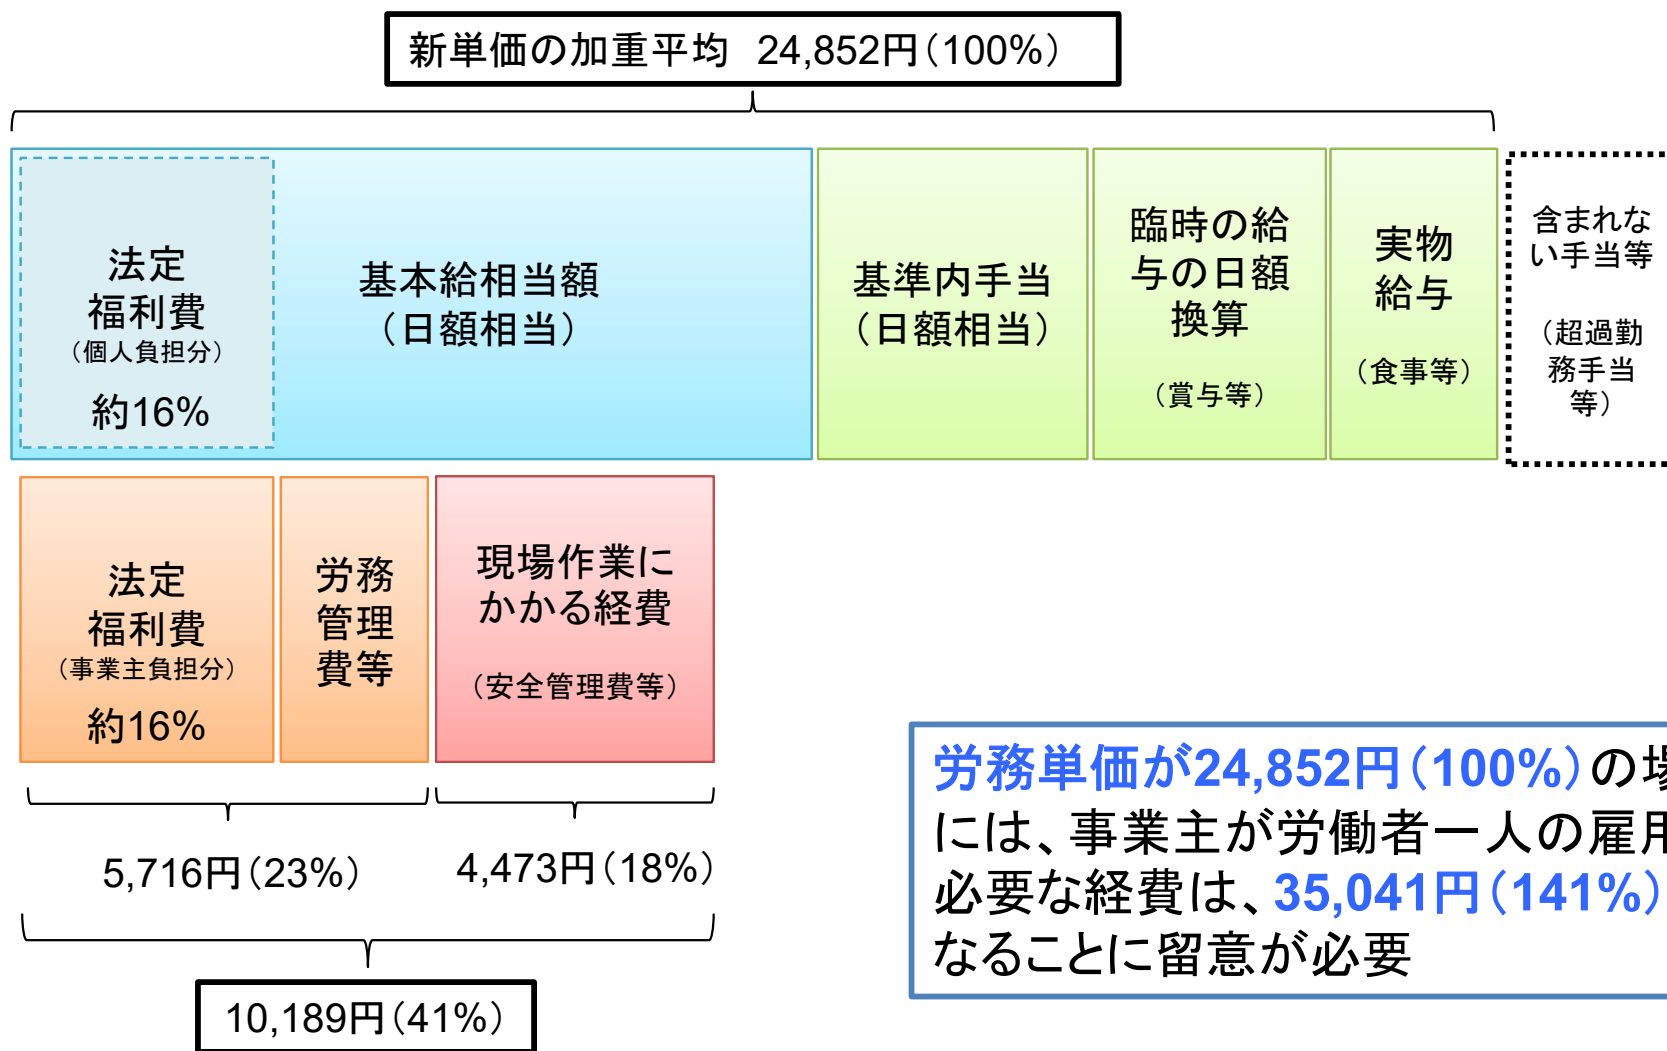 新単価の加重平均　24,852円（100%）
法定
福利費
（個人負担分）
約16%
基本給相当額
（日額相当）
基準内手当
（日額相当）
臨時の給
与の日額
換算
（賞与等）
実物
給与
（食事等）
含まれな
い手当等
（超過勤
務手当
等）
法定
福利費
（事業主負担分）
約16%
労務
管理
費等
現場作業に
かかる経費
（安全管理費等）
5,716円（23%）
4,473円（18%）
10,189円（41%）
労務単価が24,852円（100%）の場
には、事業主が労働者一人の雇用
必要な経費は、35,041円（141%）
なることに留意が必要